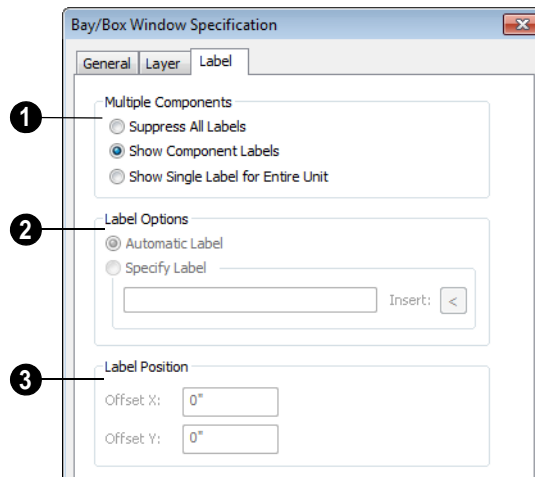 Bay/Box Window Specification
General Layer Label
1 Multiple Components
Suppress All Labels
Show Component Labels
Show Single Label for Entire Unit
2 Label Options
Automatic Label
Specify Label
Insert: <
3 Label Position
Offset X: 0"
Offset Y: 0"